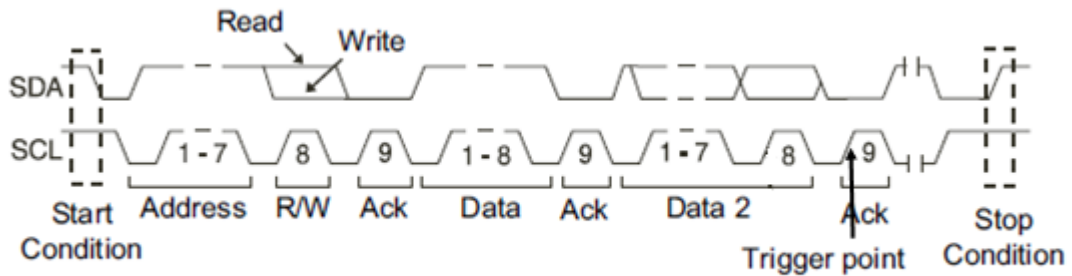 Read
Write
SDA
SCL
1 - 7
8
9
1 - 8
9
1 - 7
8
9
Address
R/W
Ack
Data
Ack
Data 2
Ack
Start
Condition
Trigger point
Stop
Condition